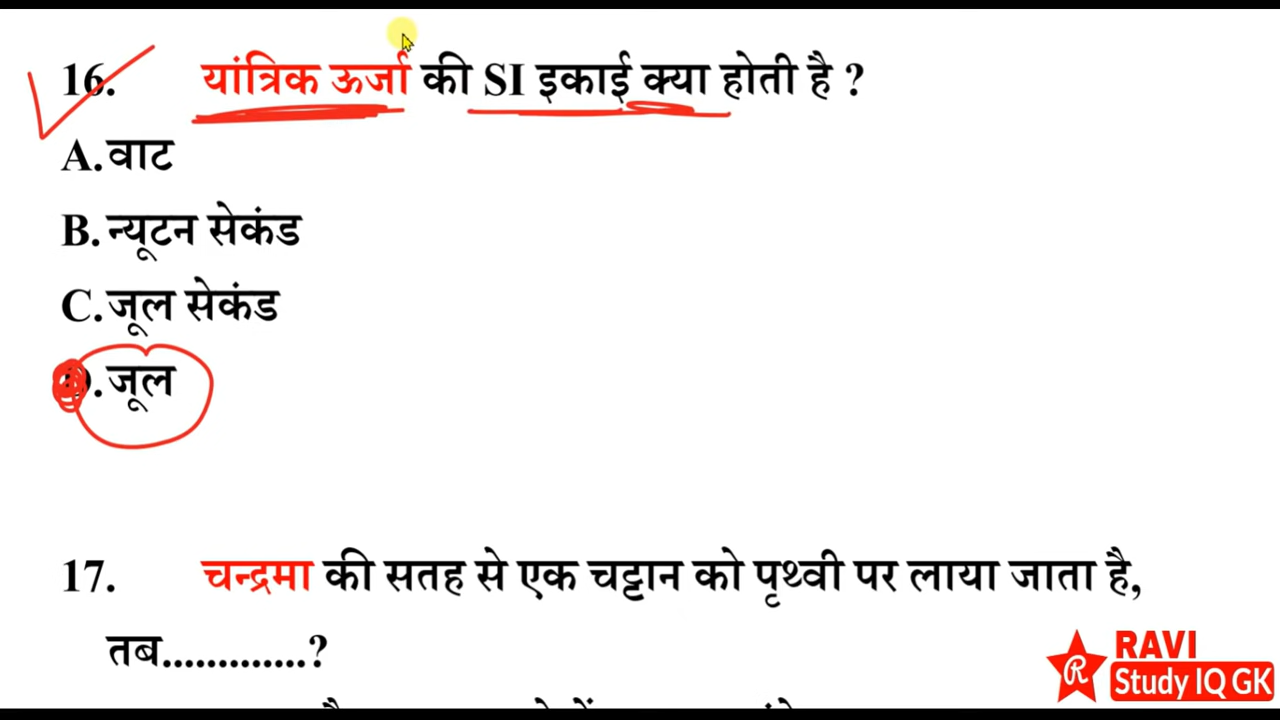 16. यांत्रिक ऊर्जा की SI इकाई क्या होती है ?
A. वाट
B. न्यूटन सेकंड
C. जूल सेकंड
D. जूल
17. चन्द्रमा की सतह से एक चट्टान को पृथ्वी पर लाया जाता है,
तब.............?
R
RAVI
Study IQ GK